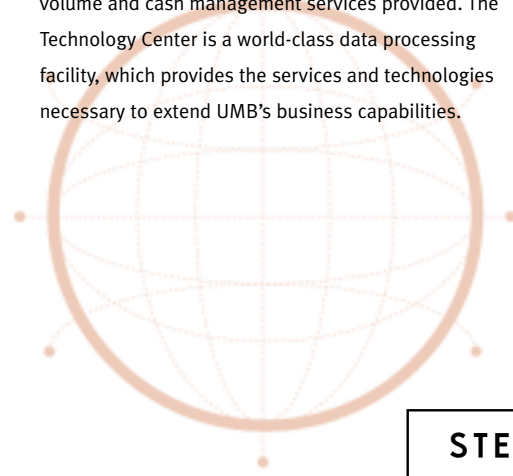 volume and cash management services provided. The
Technology Center is a world-class data processing
facility, which provides the services and technologies
necessary to extend UMB’s business capabilities.
STE